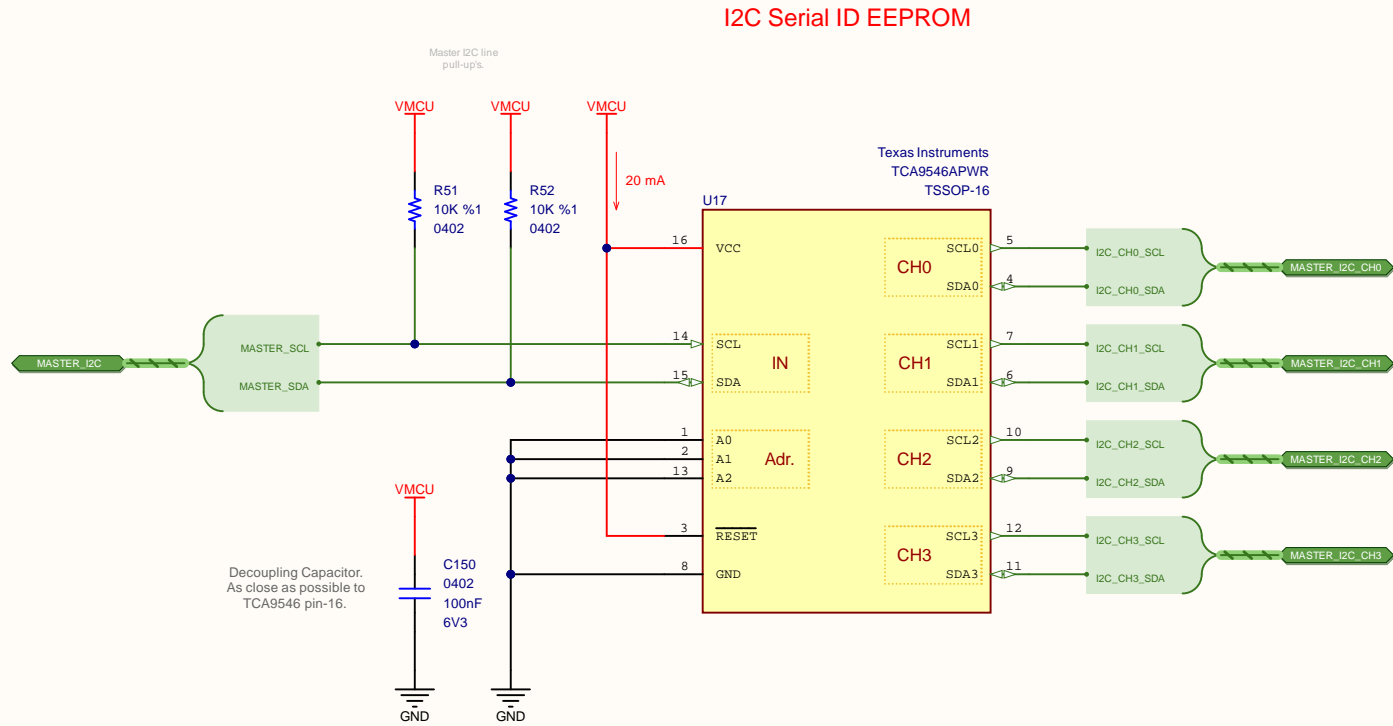 I2C Serial ID EEPROM
Master I2C line
pull-up's.
VMCU
VMCU
VMCU
20 mA
R51
10K %1
0402
R52
10K %1
0402
Texas Instruments
TCA9546APWR
TSSOP-16
U17
16
VCC
14
SCL
15
SDA
IN
1
A0
2
A1
13
A2
Adr.
3
RESET
8
GND
CH0
SCL0
5
SDA0
4
CH1
SCL1
7
SDA1
6
CH2
SCL2
10
SDA2
9
CH3
SCL3
12
SDA3
11
MASTER_I2C
MASTER_SCL
MASTER_SDA
I2C_CH0_SCL
I2C_CH0_SDA
MASTER_I2C_CH0
I2C_CH1_SCL
I2C_CH1_SDA
MASTER_I2C_CH1
I2C_CH2_SCL
I2C_CH2_SDA
MASTER_I2C_CH2
I2C_CH3_SCL
I2C_CH3_SDA
MASTER_I2C_CH3
VMCU
Decoupling Capacitor.
As close as possible to
TCA9546 pin-16.
C150
0402
100nF
6V3
GND
GND